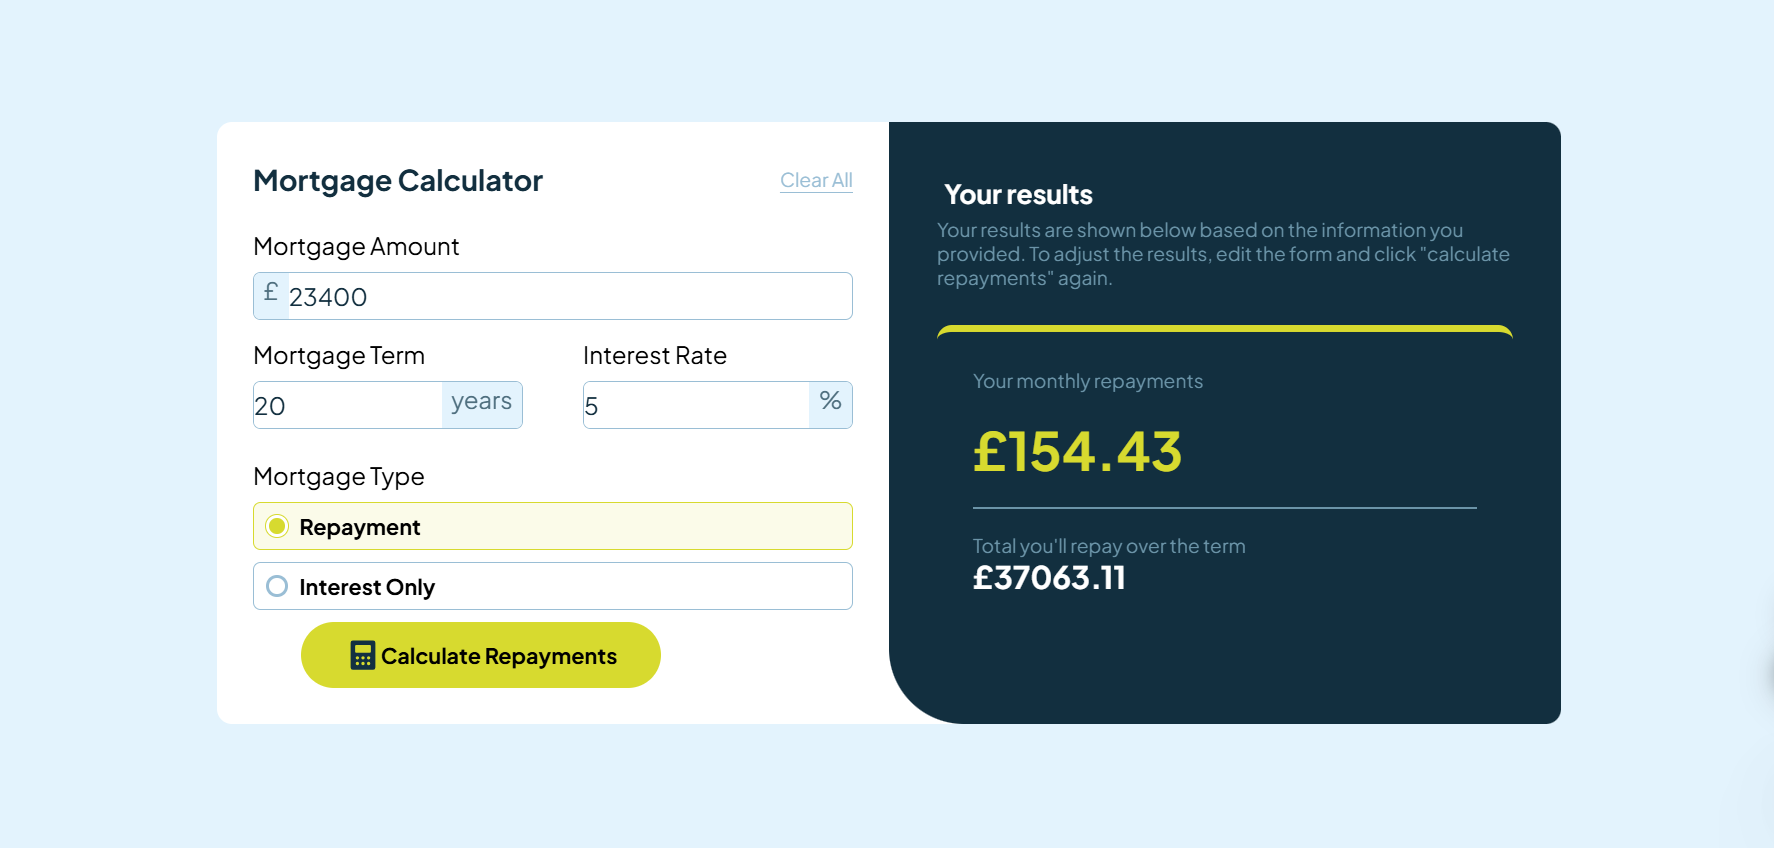 Mortgage Calculator
Clear All
Mortgage Amount
£ 23400
Mortgage Term
20 years
Interest Rate
5 %
Mortgage Type
Repayment
Interest Only
Calculate Repayments
Your results
Your results are shown below based on the information you
provided. To adjust the results, edit the form and click "calculate
repayments" again.
Your monthly repayments
£154.43
Total you'll repay over the term
£37063.11